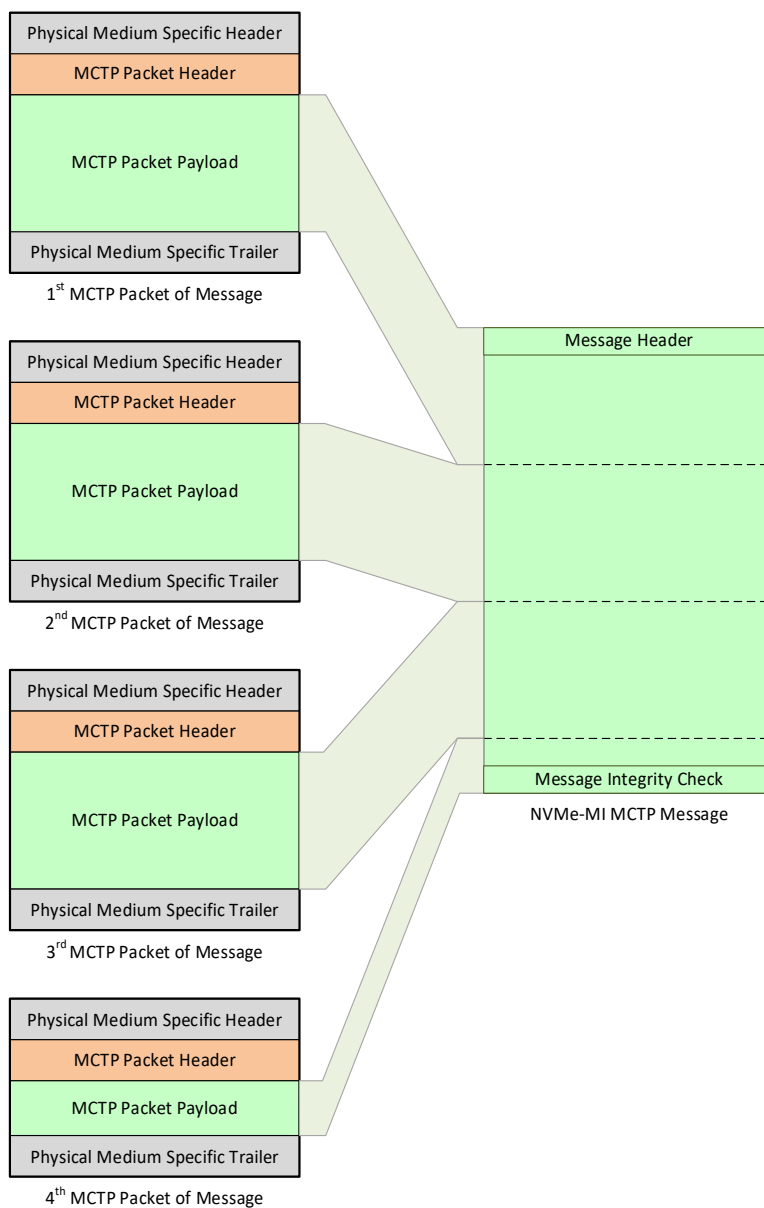 Physical Medium Specific Header
MCTP Packet Header
MCTP Packet Payload
Physical Medium Specific Trailer
1st MCTP Packet of Message
Physical Medium Specific Header
MCTP Packet Header
MCTP Packet Payload
Physical Medium Specific Trailer
2nd MCTP Packet of Message
Physical Medium Specific Header
MCTP Packet Header
MCTP Packet Payload
Physical Medium Specific Trailer
3rd MCTP Packet of Message
Physical Medium Specific Header
MCTP Packet Header
MCTP Packet Payload
Physical Medium Specific Trailer
4th MCTP Packet of Message
Message Header
Message Integrity Check
NVMe-MI MCTP Message